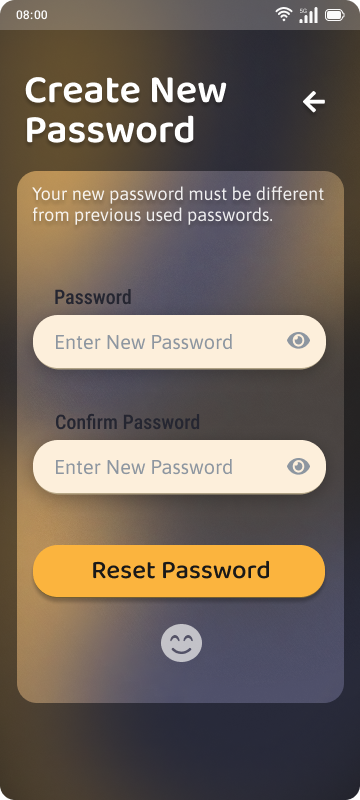 08:00
5G
Create New
Password
Your new password must be different
from previous used passwords.
Password
Enter New Password
Confirm Password
Enter New Password
Reset Password